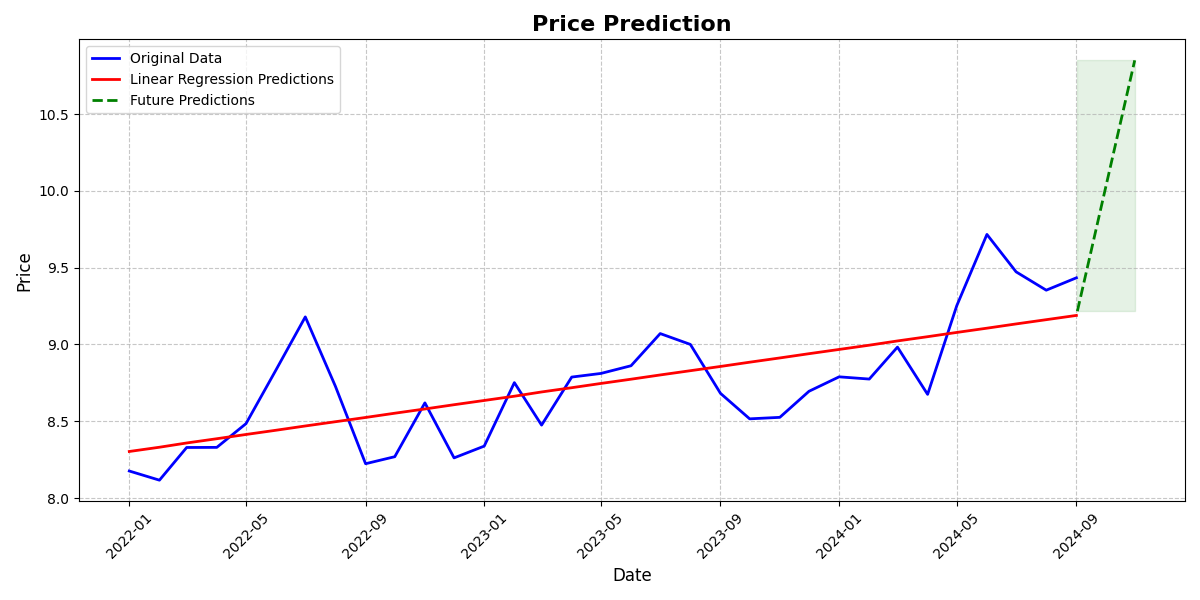 Price Prediction
Original Data
Linear Regression Predictions
Future Predictions
Price
10.5
10.0
9.5
9.0
8.5
8.0
2022-01
2022-05
2022-09
2023-01
2023-05
2023-09
2024-01
2024-05
2024-09
Date